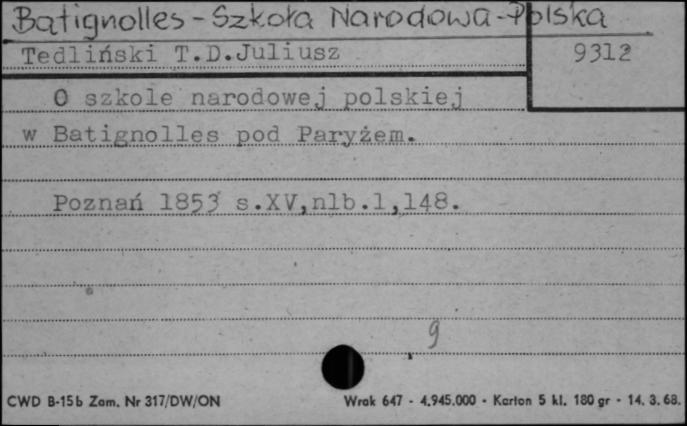 Batignolles - Szkoła Narodowa - Polska
Tedliński T.D.Juliusz 9312
O szkole narodowej polskiej
w Batignolles pod Paryżem.
Poznań 1853 s.XV,nlb.1,148.
9
CWD B-15b Zam. Nr 317/DW/ON Wrak 647 - 4.945.000 - Karton 5 kl. 180 gr - 14. 3. 68.